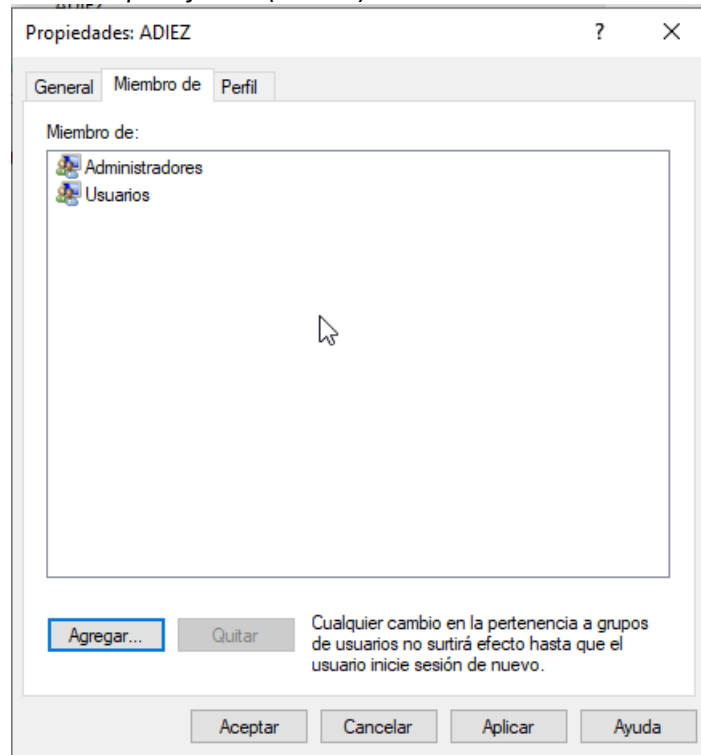 Propiedades: ADIEZ
?
General
Miembro de
Perfil
Miembro de:
Administradores
Usuarios
Agregar...
Quitar
Cualquier cambio en la pertenencia a grupos
de usuarios no surtirá efecto hasta que el
usuario inicie sesión de nuevo.
Aceptar
Cancelar
Aplicar
Ayuda